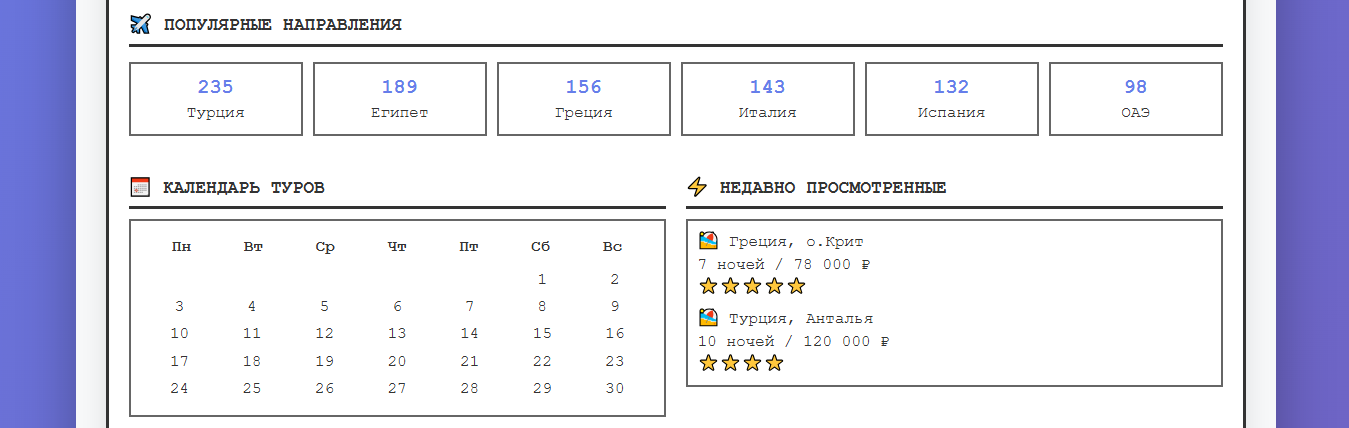 ПОПУЛЯРНЫЕ НАПРАВЛЕНИЯ
235 189 156 143 132 98
Турция Египет Греция Италия Испания ОАЭ
КАЛЕНДАРЬ ТУРОВ
Пн Вт Ср Чт Пт Сб Вс
1 2
3 4 5 6 7 8 9
10 11 12 13 14 15 16
17 18 19 20 21 22 23
24 25 26 27 28 29 30
НЕДАВНО ПРОСМОТРЕННЫЕ
Греция, о.Крит
7 ночей / 78 000 ₽
Турция, Анталья
10 ночей / 120 000 ₽